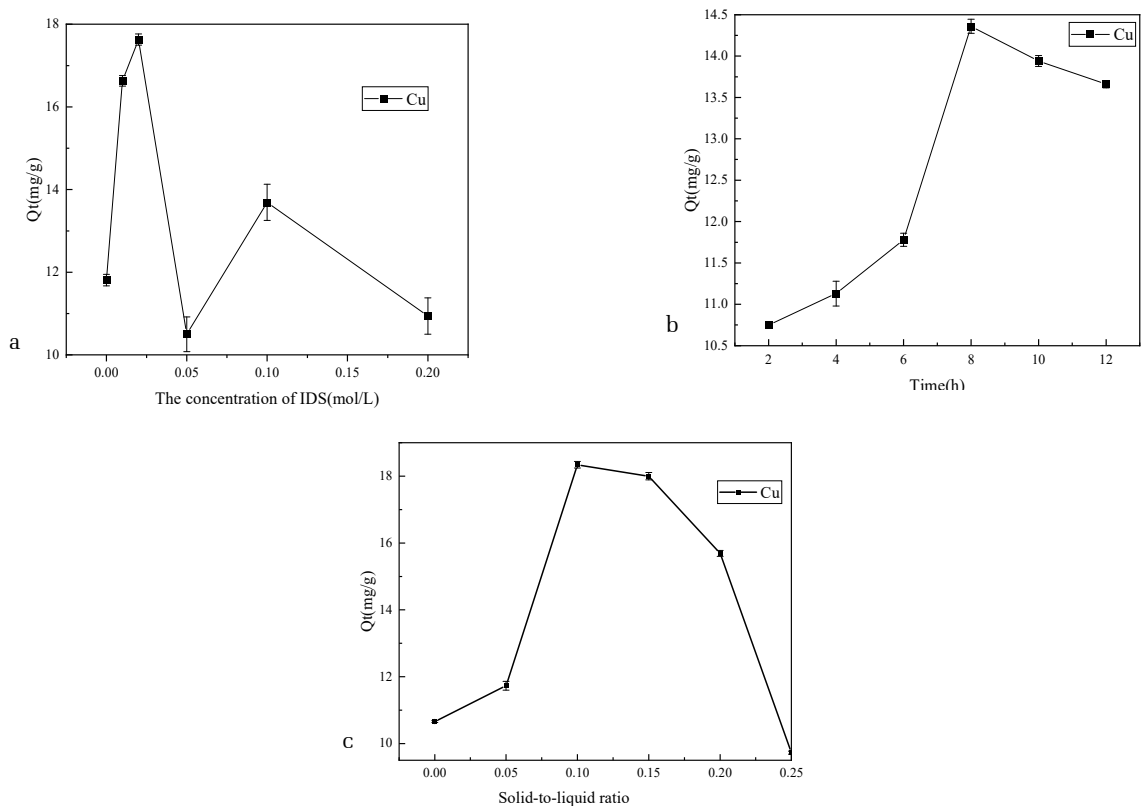 18
16
14
12
10
Qt(mg/g)
Cu
0.00 0.05 0.10 0.15 0.20
The concentration of IDS(mol/L)
a
14.5
14.0
13.5
13.0
12.5
12.0
11.5
11.0
10.5
Qt(mg/g)
Cu
2 4 6 8 10 12
Time(h)
b
18
16
14
12
10
Qt(mg/g)
Cu
0.00 0.05 0.10 0.15 0.20 0.25
Solid-to-liquid ratio
c